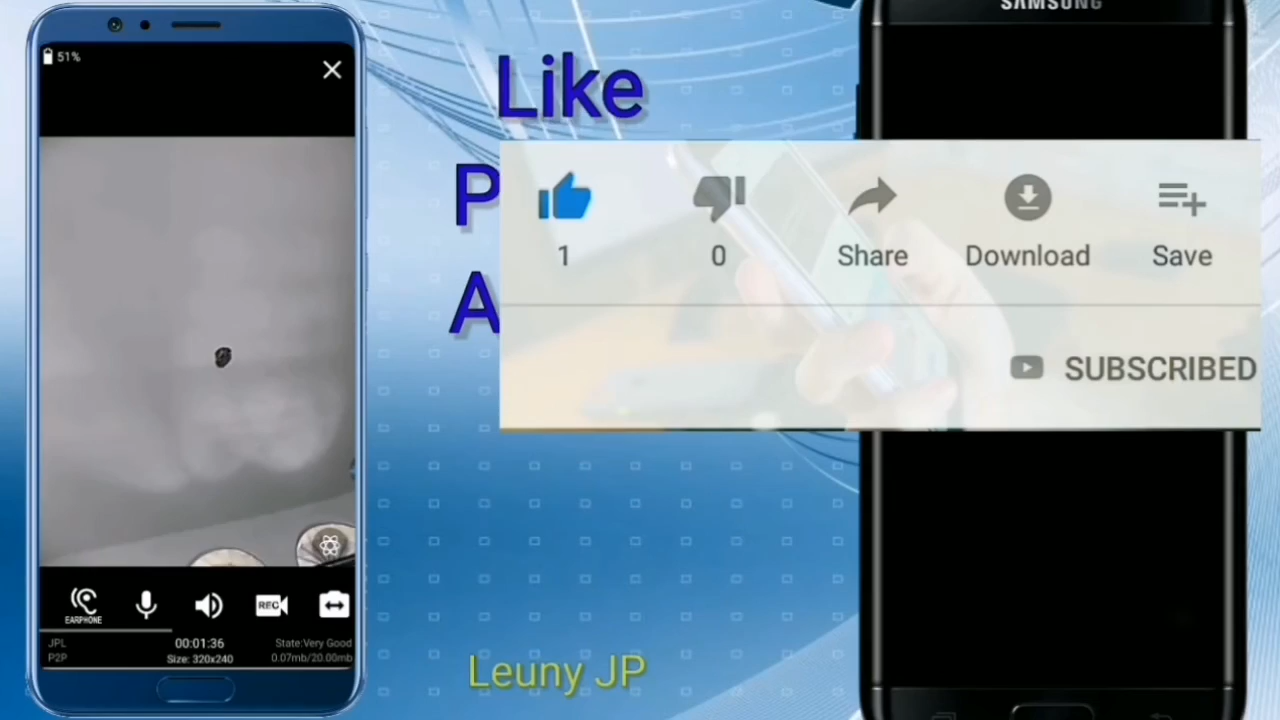 51%
SAMSUNG
Like
P
A
1
0
Share
Download
Save
SUBSCRIBED
EARPHONE
REC
JPL
00:01:36
State:Very Good
P2P
Size: 320x240
0.07mb/20.00mb
Leuny JP